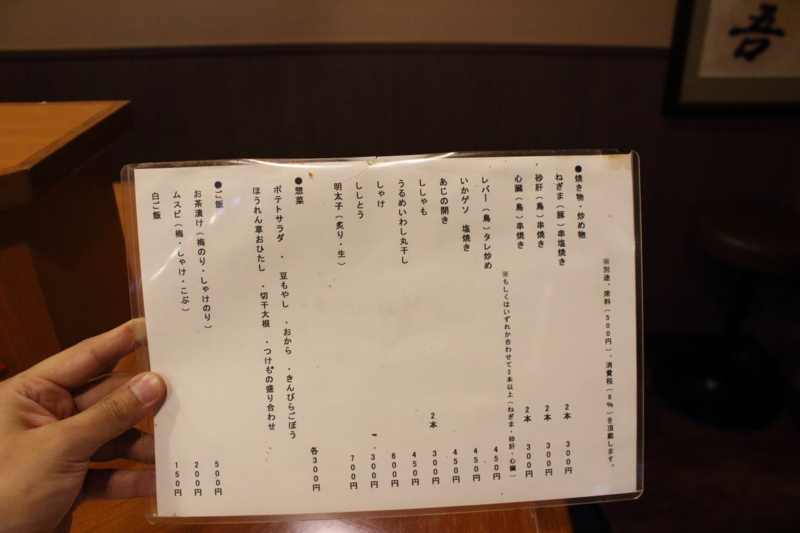 吾
※別途、席料(500円)、消費税(8%)を頂戴します。
●焼き物・炒め物
ねぎま(豚)串塩焼き 2本 300円
砂肝(鳥)串焼き 2本 300円
心臓(鳥)串焼き 2本 300円
※もしくはいずれか合わせて2本以上(ねぎま・砂肝・心臓)
レバー(鳥)タレ炒め 450円
いかゲソ 塩焼き 450円
あじの開き 450円
ししゃも 2本 300円
うるめいわし丸干し 450円
しゃけ 600円
ししとう 300円
明太子(炙り・生) 700円
●惣菜 各300円
ポテトサラダ ・豆もやし ・おから ・きんぴらごぼう
ほうれん草おひたし ・切干大根 ・つけもの盛り合わせ
●ご飯
お茶漬け(梅のり・しゃけのり) 500円
ムスビ(梅・しゃけ・こぶ) 200円
白ご飯 150円